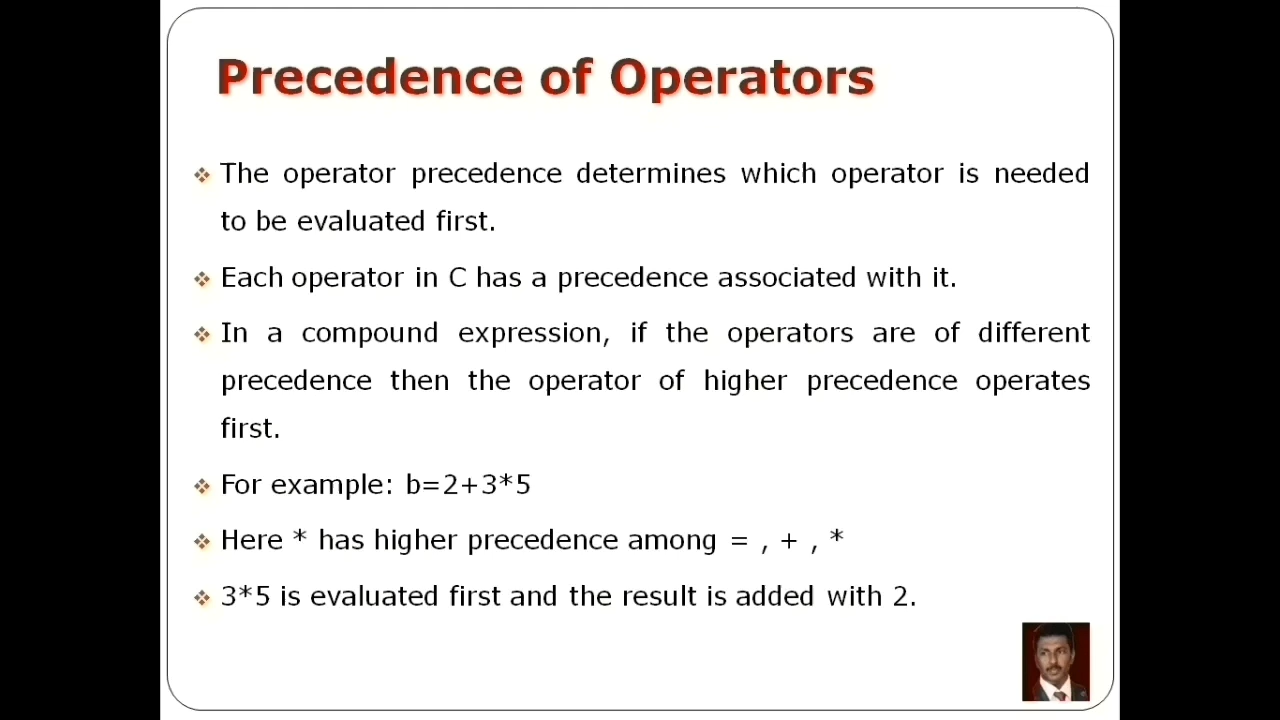 Precedence of Operators
The operator precedence determines which operator is needed
to be evaluated first.
Each operator in C has a precedence associated with it.
In a compound expression, if the operators are of different
precedence then the operator of higher precedence operates
first.
For example: b=2+3*5
Here * has higher precedence among = , + , *
3*5 is evaluated first and the result is added with 2.